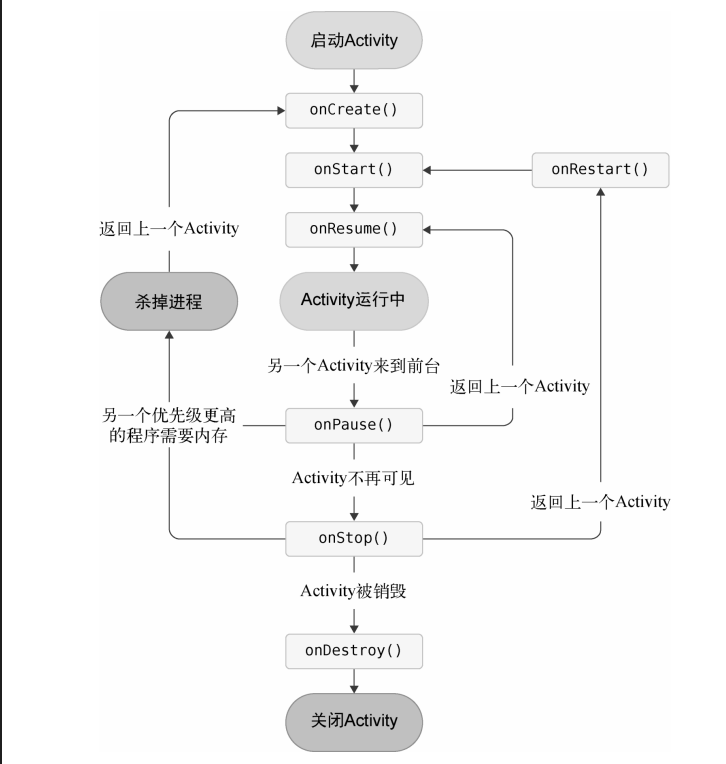 启动Activity
onCreate()
onStart()
onRestart()
onResume()
返回上一个Activity
杀掉进程
Activity运行中
另一个Activity来到前台
返回上一个Activity
另一个优先级更高
的程序需要内存
onPause()
Activity不再可见
返回上一个Activity
onStop()
Activity被销毁
onDestroy()
关闭Activity